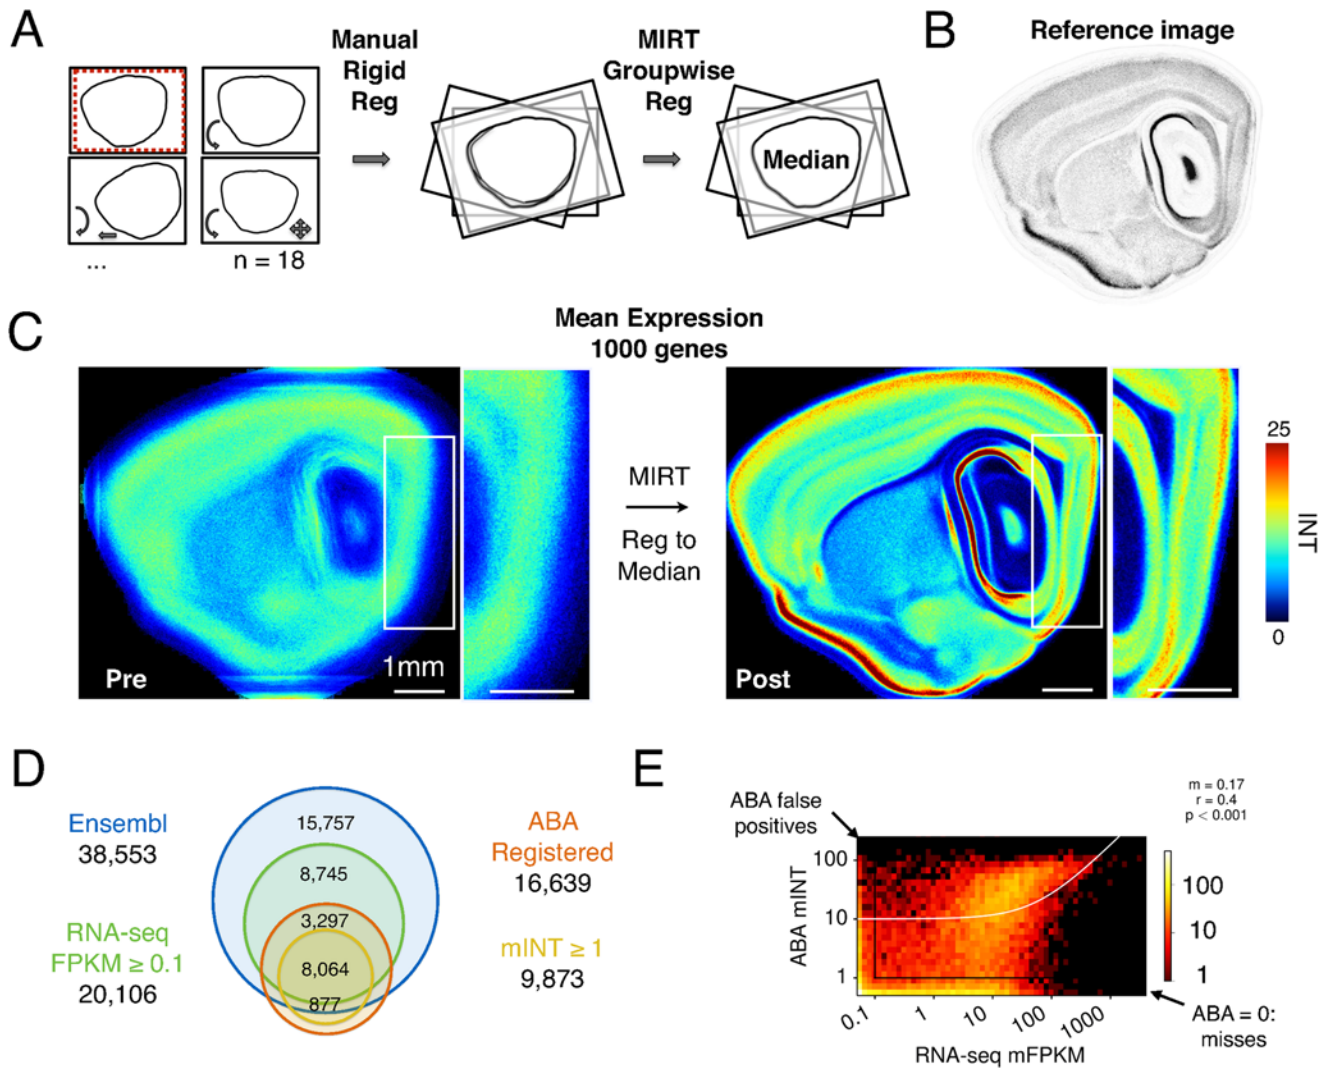 A
Manual
Rigid
Reg
MIRT
Groupwise
Reg
Median
...
n = 18
B
Reference image
C
Mean Expression
1000 genes
Pre
1mm
MIRT
Reg to
Median
Post
25
INT
0
D
Ensembl
38,553
RNA-seq
FPKM ≥ 0.1
20,106
15,757
8,745
3,297
8,064
877
ABA
Registered
16,639
mINT ≥ 1
9,873
E
ABA false
positives
m = 0.17
r = 0.4
p < 0.001
ABA mINT
100
10
1
0.1
1
10
100
1000
RNA-seq mFPKM
100
10
1
ABA = 0:
misses